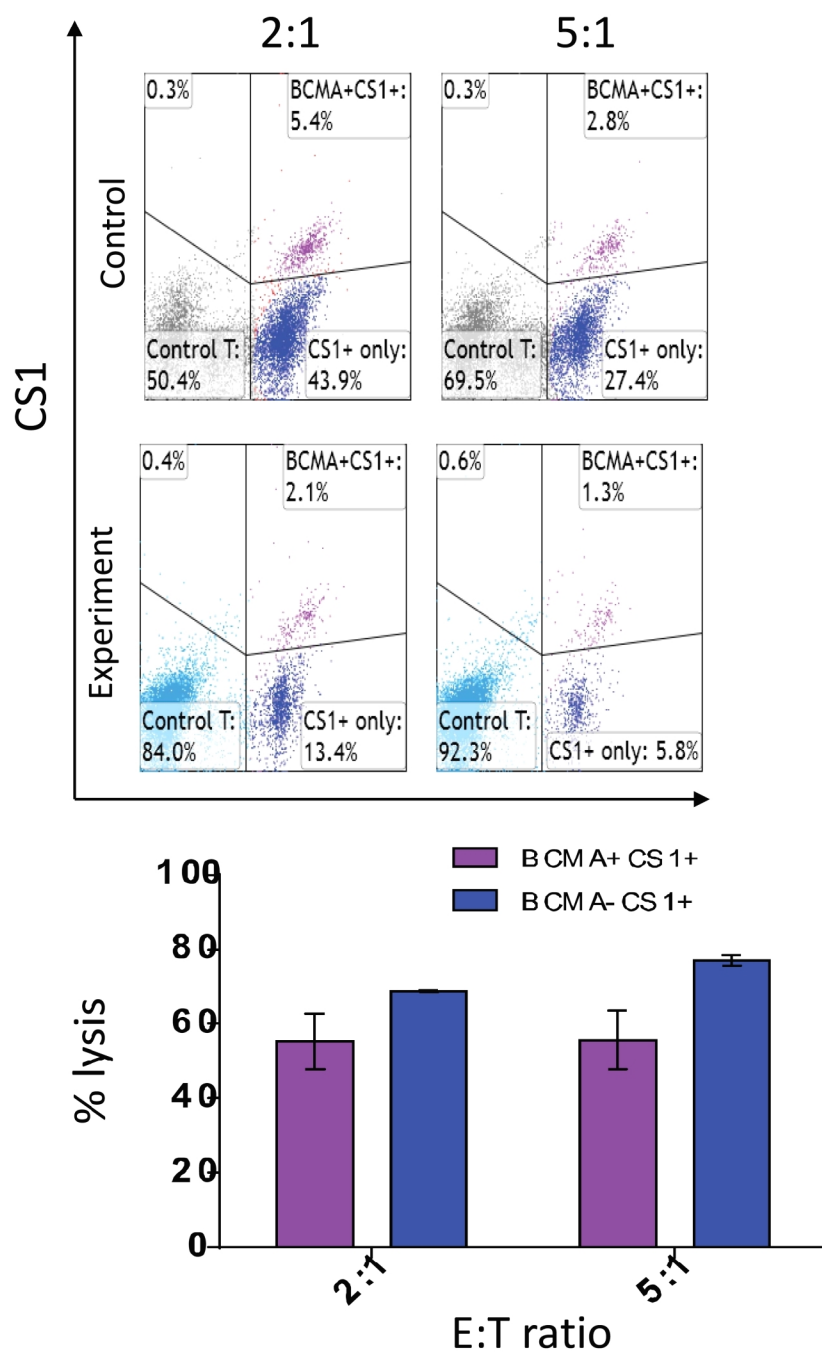 2:1 5:1
CS1
Control
0.3%
BCMA+CS1+:
5.4%
Control T:
50.4%
CS1+ only:
43.9%
0.3%
BCMA+CS1+:
2.8%
Control T:
69.5%
CS1+ only:
27.4%
Experiment
0.4%
BCMA+CS1+:
2.1%
Control T:
84.0%
CS1+ only:
13.4%
0.6%
BCMA+CS1+:
1.3%
Control T:
92.3%
CS1+ only: 5.8%
BCMA+CS1+
BCMA-CS1+
% lysis
100
80
60
40
20
0
2:1 5:1
E:T ratio